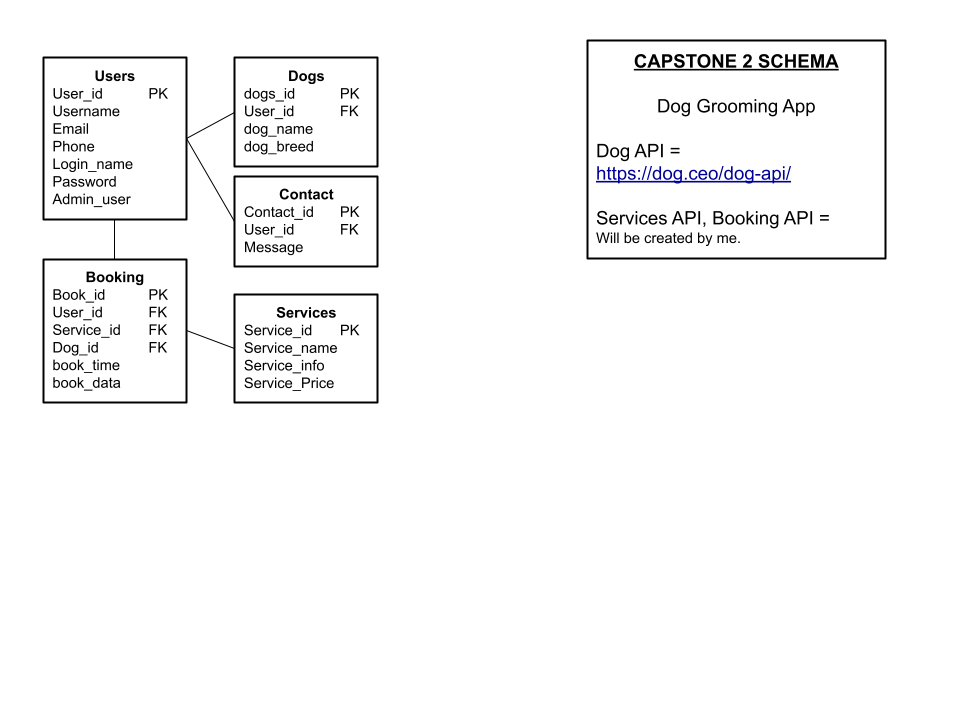 Users
User_id PK
Username
Email
Phone
Login_name
Password
Admin_user
Dogs
dogs_id PK
User_id FK
dog_name
dog_breed
Contact
Contact_id PK
User_id FK
Message
Booking
Book_id PK
User_id FK
Service_id FK
Dog_id FK
book_time
book_data
Services
Service_id PK
Service_name
Service_info
Service_Price
CAPSTONE 2 SCHEMA
Dog Grooming App
Dog API =
https://dog.ceo/dog-api/
Services API, Booking API =
Will be created by me.